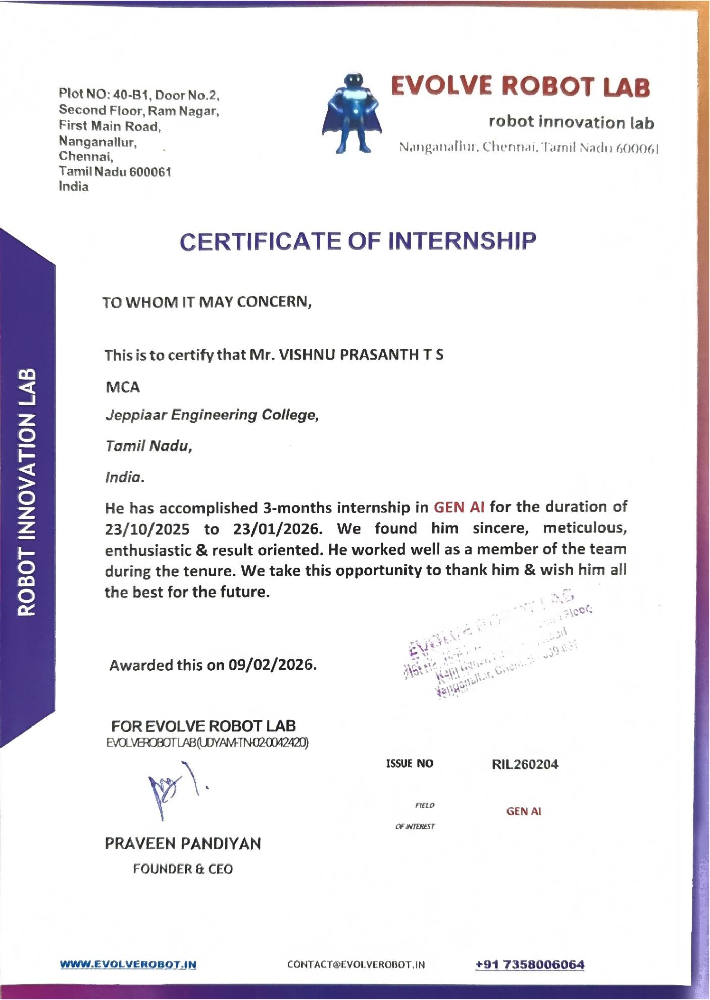 Plot NO: 40-B1, Door No.2,
Second Floor, Ram Nagar,
First Main Road,
Nanganallur,
Chennai,
Tamil Nadu 600061
India
EVOLVE ROBOT LAB
robot innovation lab
Nanganallur, Chennai, Tamil Nadu 600061
CERTIFICATE OF INTERNSHIP
TO WHOM IT MAY CONCERN,
This is to certify that Mr. VISHNU PRASANTH T S
MCA
Jeppiaar Engineering College,
Tamil Nadu,
India.
He has accomplished 3-months internship in GEN AI for the duration of
23/10/2025 to 23/01/2026. We found him sincere, meticulous,
enthusiastic & result oriented. He worked well as a member of the team
during the tenure. We take this opportunity to thank him & wish him all
the best for the future.
ROBOT INNOVATION LAB
EVOLVE ROBOT LAB
Floor,
Nanganallur,
Awarded this on 09/02/2026.
FOR EVOLVE ROBOT LAB
EVOLVEROBOTLAB(UDYAM-TN-02-0042420)
ISSUE NO RIL260204
FIELD
OF INTEREST
GEN AI
PRAVEEN PANDIYAN
FOUNDER & CEO
WWW.EVOLVEROBOT.IN CONTACT@EVOLVEROBOT.IN +91 7358006064